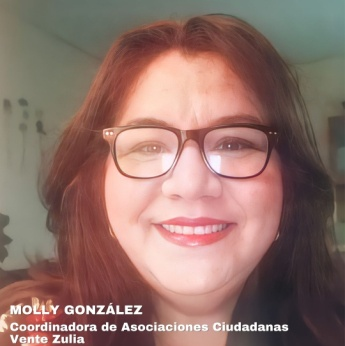 MOLLY GONZÁLEZ
Coordinadora de Asociaciones Ciudadanas
Vente Zulia